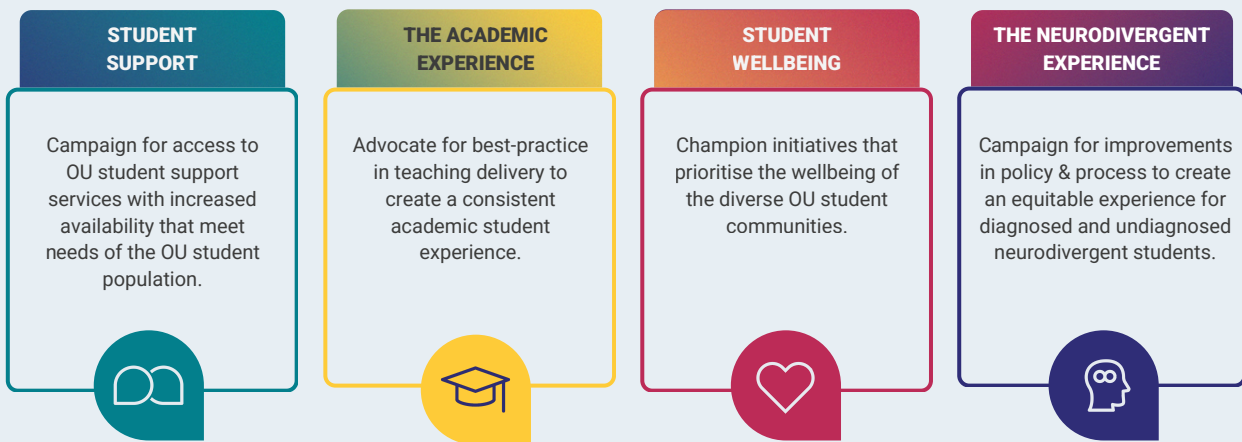 STUDENT
SUPPORT
Campaign for access to
OU student support
services with increased
availability that meet
needs of the OU student
population.
THE ACADEMIC
EXPERIENCE
Advocate for best-practice
in teaching delivery to
create a consistent
academic student
experience.
STUDENT
WELLBEING
Champion initiatives that
prioritise the wellbeing of
the diverse OU student
communities.
THE NEURODIVERGENT
EXPERIENCE
Campaign for improvements
in policy & process to create
an equitable experience for
diagnosed and undiagnosed
neurodivergent students.